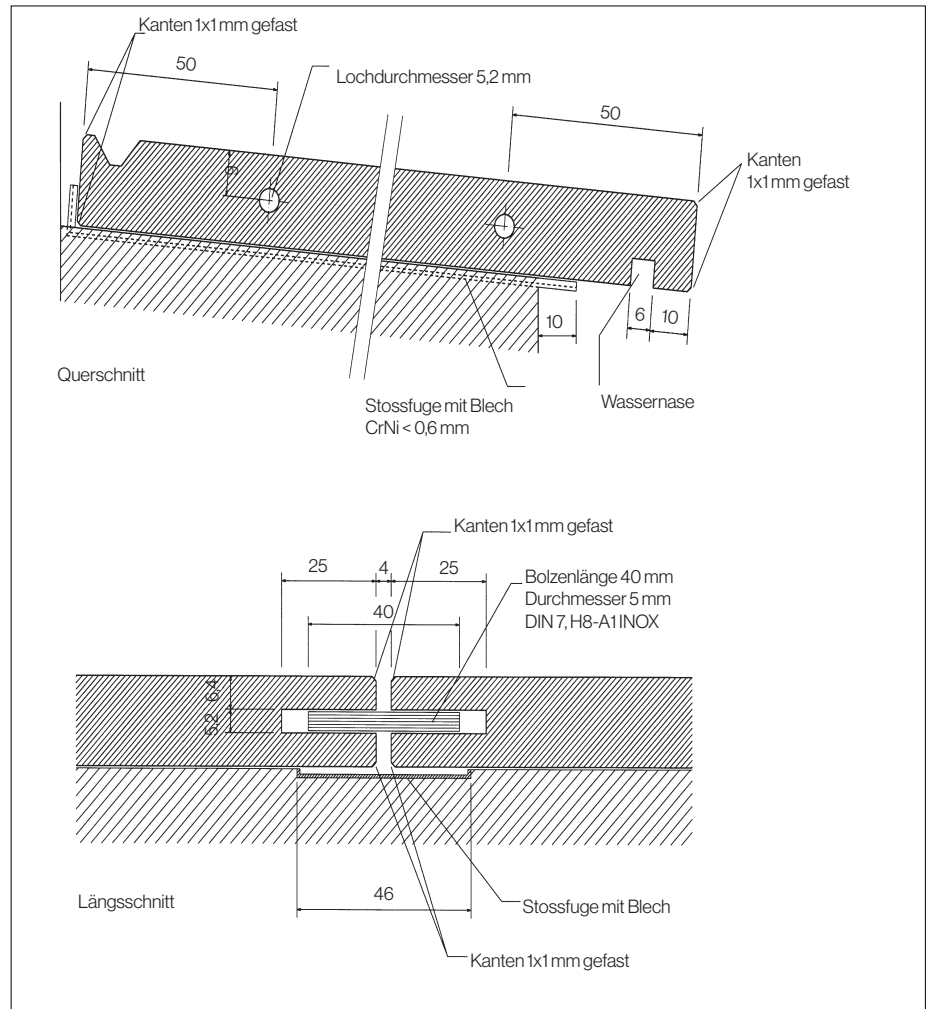 Kanten 1x1 mm gefast
50
Lochdurchmesser 5,2 mm
50
Kanten
1x1 mm gefast
9
10
6
10
Querschnitt
Stossfuge mit Blech
CrNi < 0,6 mm
Wassernase
Kanten 1x1 mm gefast
25
4
25
Bolzenlänge 40 mm
Durchmesser 5 mm
DIN 7, H8-A1 INOX
40
6,4
5,2
46
Längsschnitt
Stossfuge mit Blech
Kanten 1x1 mm gefast